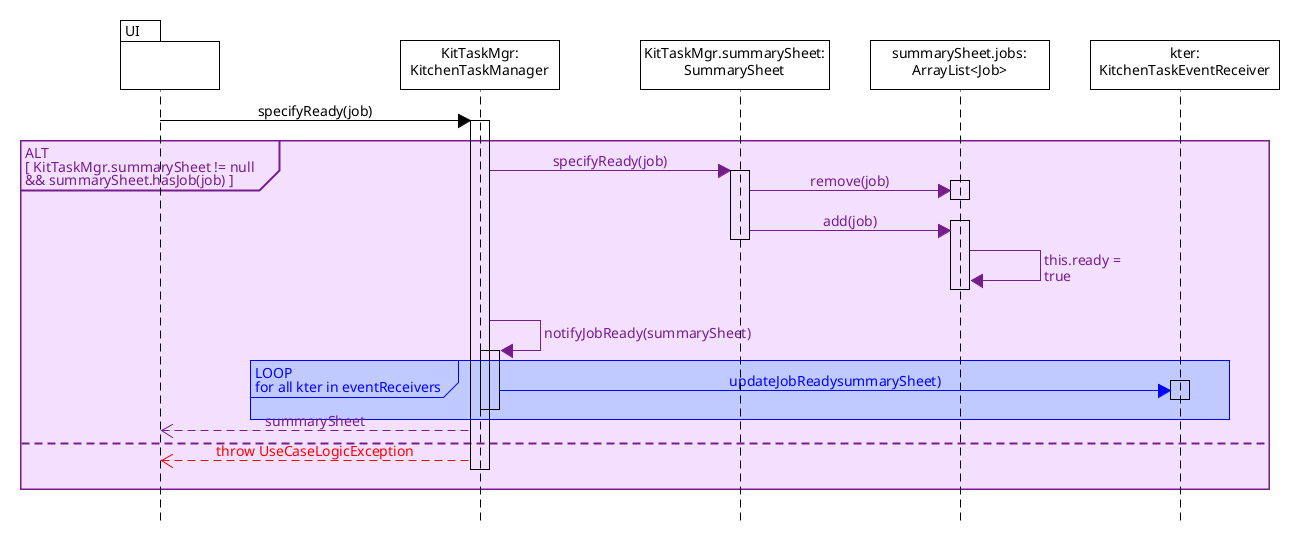 UI
KitTaskMgr:
KitchenTaskManager
KitTaskMgr.summarySheet:
SummarySheet
summarySheet.jobs:
ArrayList<Job>
kter:
KitchenTaskEventReceiver
specifyReady(job)
ALT
[ KitTaskMgr.summarySheet != null
&& summarySheet.hasJob(job) ]
specifyReady(job)
remove(job)
add(job)
this.ready =
true
notifyJobReady(summarySheet)
LOOP
for all kter in eventReceivers
updateJobReadysummarySheet)
summarySheet
throw UseCaseLogicException